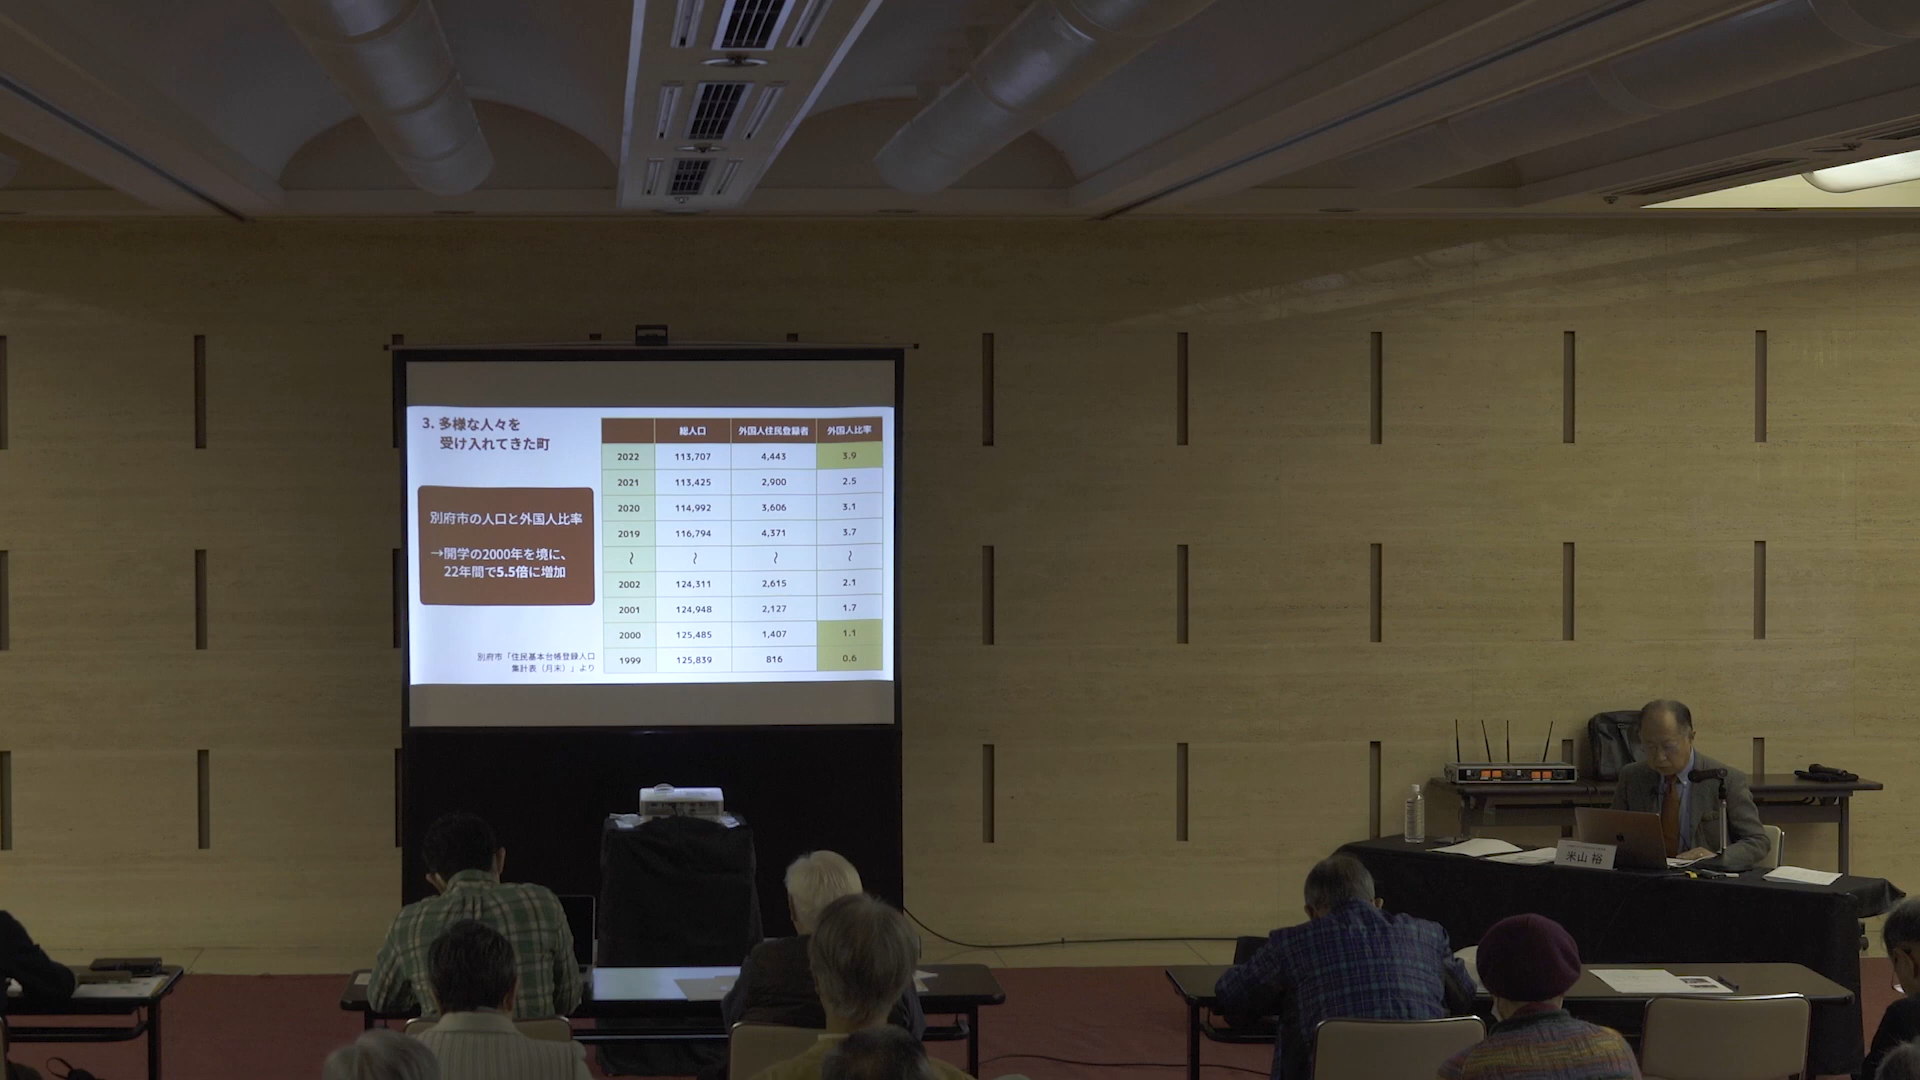 3. 多様な人々を
受け入れてきた町
別府市の人口と外国人比率
→開学の2000年を境に、
22年間で5.5倍に増加
別府市「住民基本台帳登録人口
集計表（月末）」より
総人口 外国人住民登録者 外国人比率
2022 113,707 4,443 3.9
2021 113,425 2,900 2.5
2020 114,992 3,606 3.1
2019 116,794 4,371 3.7
〜 〜 〜 〜
2002 124,311 2,615 2.1
2001 124,948 2,127 1.7
2000 125,485 1,407 1.1
1999 125,839 816 0.6
米山 裕